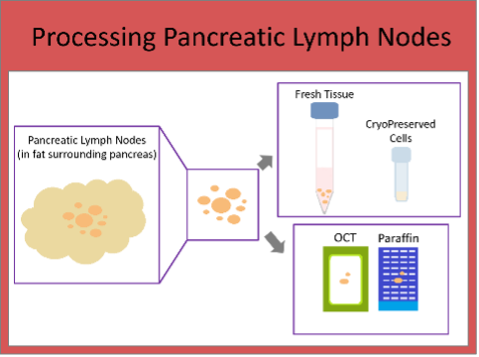 Processing Pancreatic Lymph Nodes
Pancreatic Lymph Nodes
(in fat surrounding pancreas)
Fresh Tissue
CryoPreserved
Cells
OCT
Paraffin